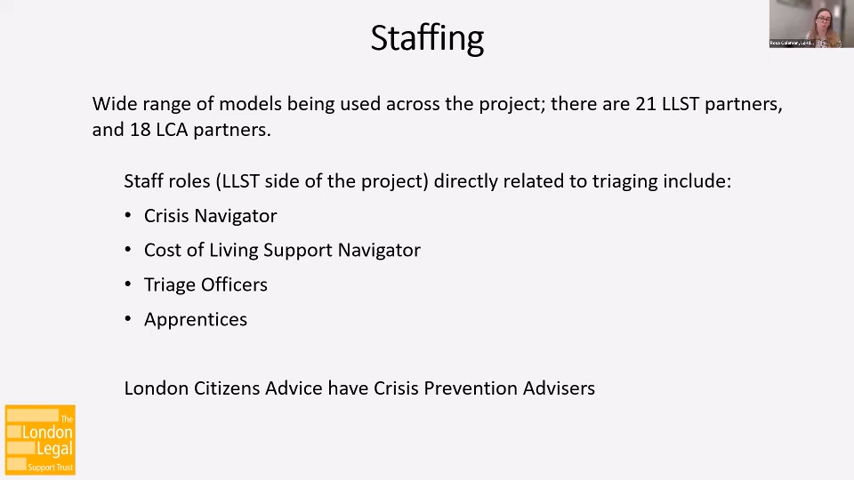 Staffing
Wide range of models being used across the project; there are 21 LLST partners,
and 18 LCA partners.
Staff roles (LLST side of the project) directly related to triaging include:
• Crisis Navigator
• Cost of Living Support Navigator
• Triage Officers
• Apprentices
London Citizens Advice have Crisis Prevention Advisers
The
London
Legal
Support Trust